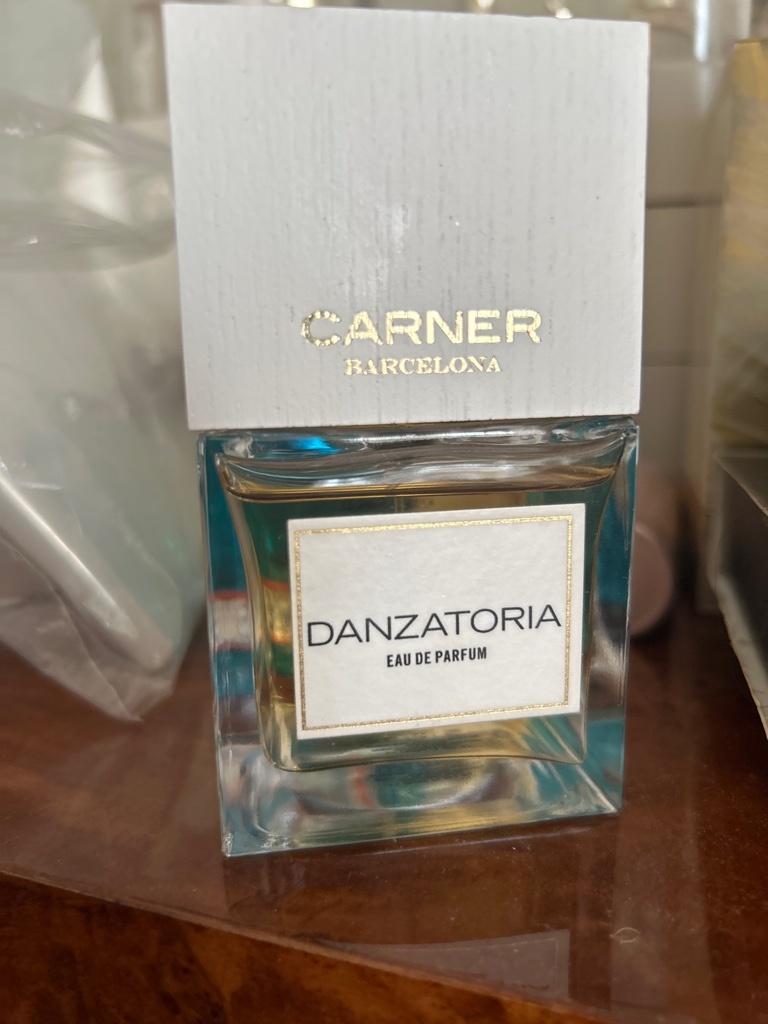 CARNER
BARCELONA
DANZATORIA
EAU DE PARFUM